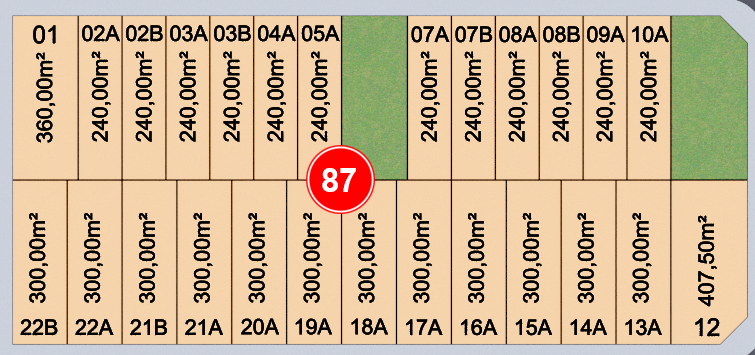 01 02A 02B 03A 03B 04A 05A 07A 07B 08A 08B 09A 10A
360,00m² 240,00m² 240,00m² 240,00m² 240,00m² 240,00m² 240,00m² 240,00m² 240,00m² 240,00m² 240,00m² 240,00m² 240,00m²
87
300,00m² 300,00m² 300,00m² 300,00m² 300,00m² 300,00m² 300,00m² 300,00m² 300,00m² 300,00m² 300,00m² 300,00m² 407,50m²
22B 22A 21B 21A 20A 19A 18A 17A 16A 15A 14A 13A 12